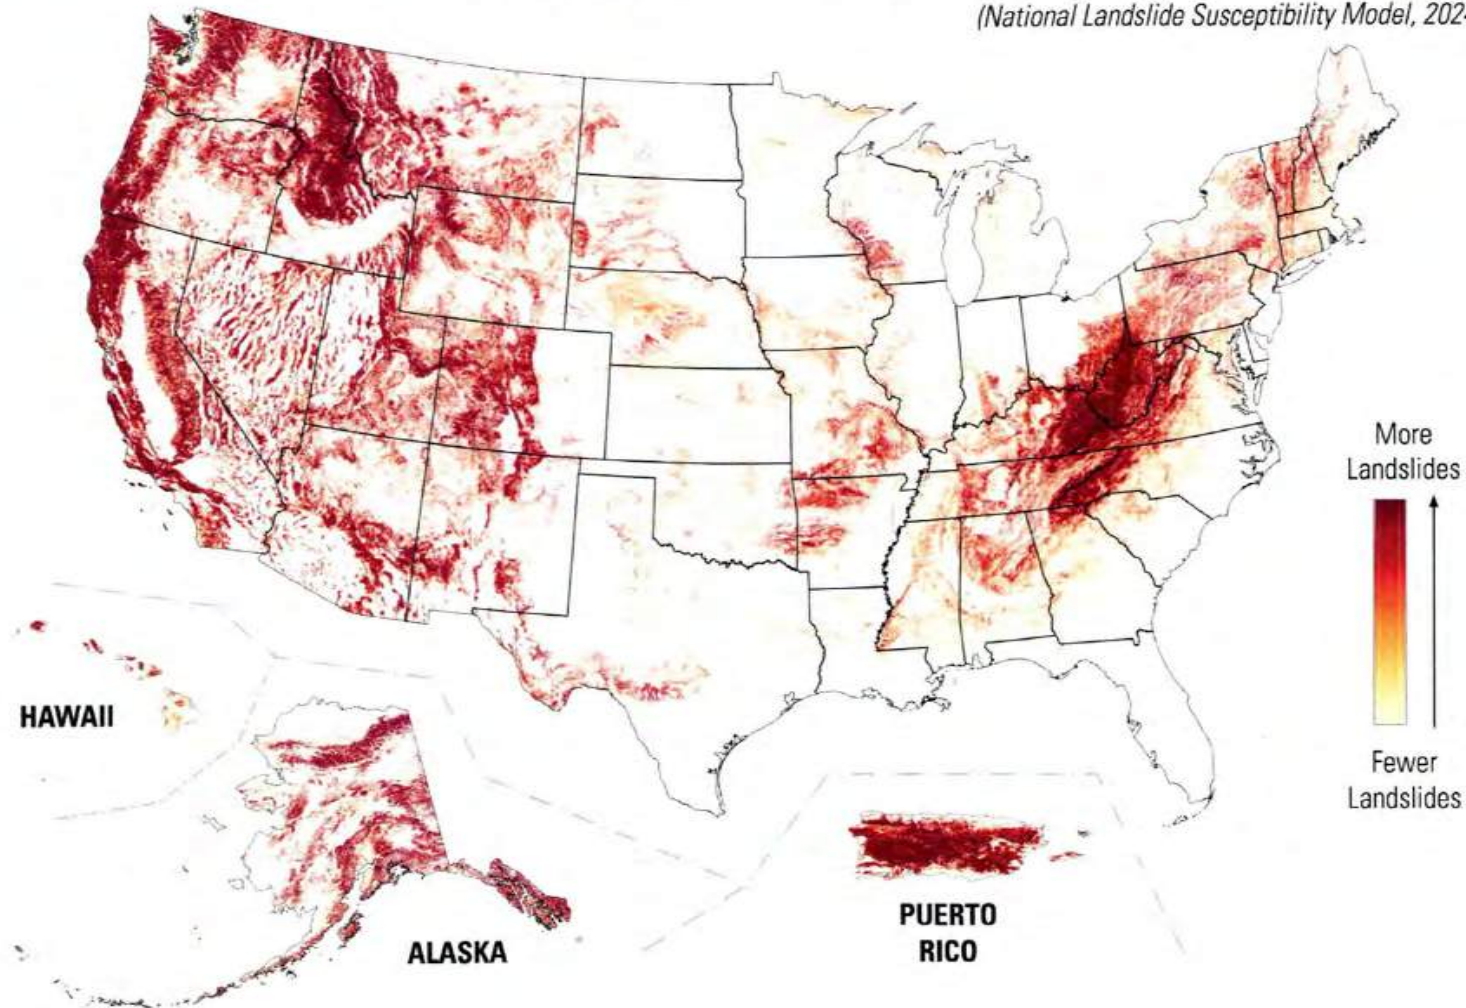 (National Landslide Susceptibility Model, 202
More
Landslides
Fewer
Landslides
HAWAII
ALASKA
PUERTO
RICO